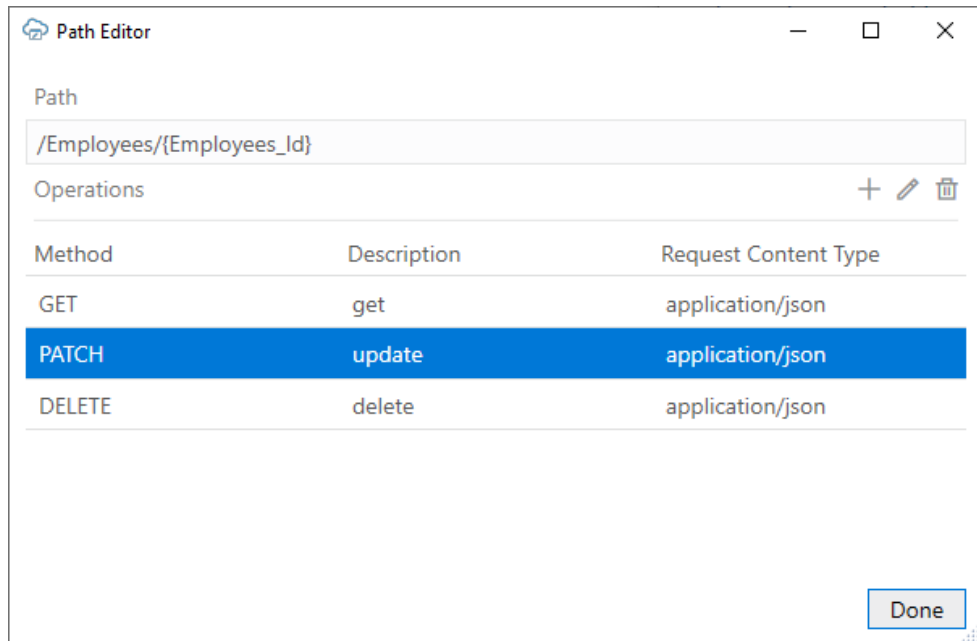 Path Editor
Path
/Employees/{Employees_Id}
Operations
Method Description Request Content Type
GET get application/json
PATCH update application/json
DELETE delete application/json
Done